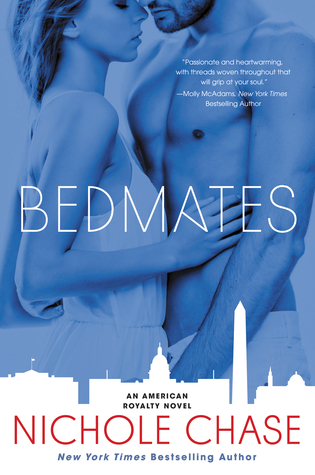 "Passionate and heartwarming,
with threads woven throughout that
will grip at your soul."
—Molly McAdams, New York Times
Bestselling Author
BEDMATES
AN AMERICAN
ROYALTY NOVEL
NICHOLE CHASE
New York Times Bestselling Author